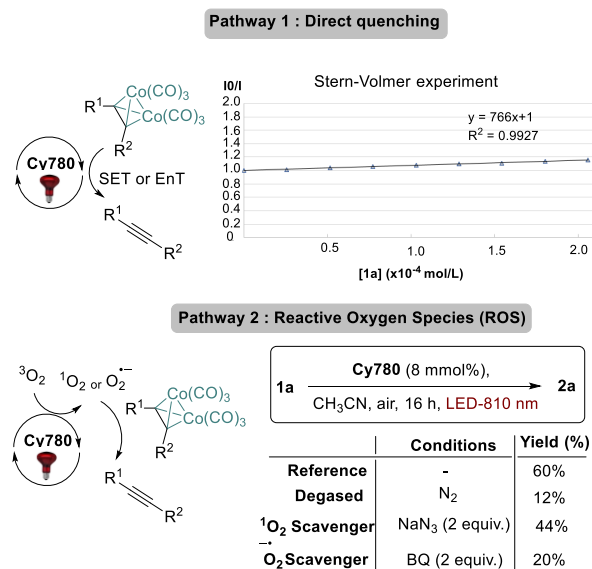 Pathway 1 : Direct quenching
Co(CO)3
Co(CO)3
R1
R2
Cy780
SET or EnT
R1
R2
Stern-Volmer experiment
I0/I
2.0
1.8
1.6
1.4
1.2
1.0
0.8
0.6
0.4
0.2
0
y = 766x+1
R2 = 0.9927
0.5
1.0
1.5
2.0
[1a] (x10-4 mol/L)
Pathway 2 : Reactive Oxygen Species (ROS)
3O2
1O2 or O2•−
Co(CO)3
Co(CO)3
R1
R2
Cy780
R1
R2
1a
Cy780 (8 mmol%),
CH3CN, air, 16 h, LED-810 nm
2a
Conditions Yield (%)
Reference - 60%
Degased N2 12%
1O2 Scavenger NaN3 (2 equiv.) 44%
−•
O2Scavenger BQ (2 equiv.) 20%